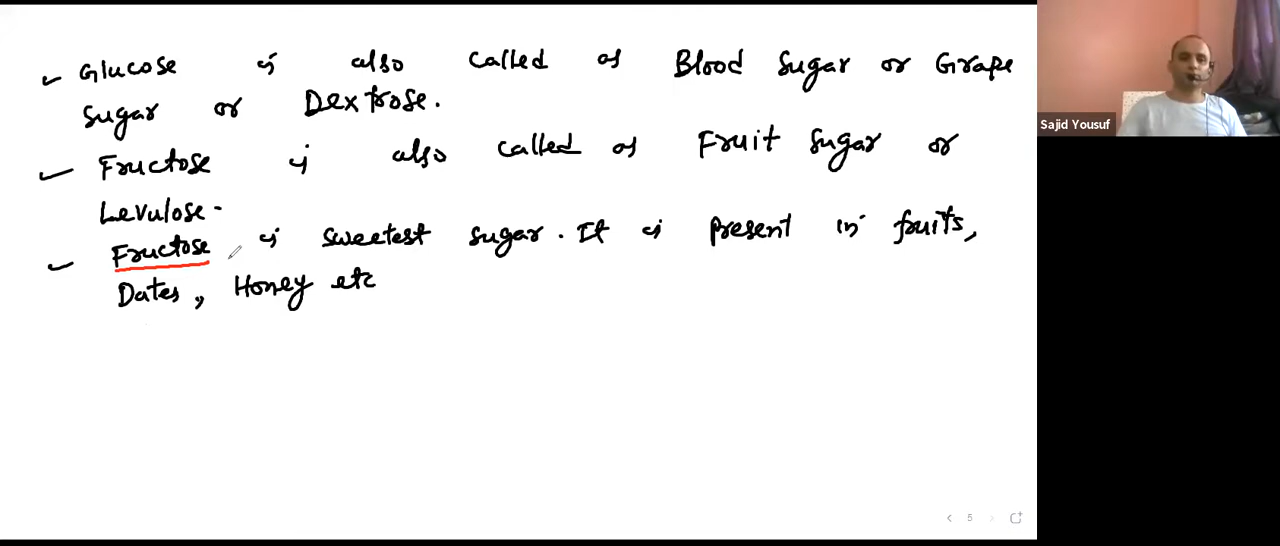 Glucose is also called as Blood Sugar or Grape
Sugar or Dextrose.
Fructose is also called as Fruit Sugar or
Levulose.
Fructose is sweetest sugar. It is present in fruits,
Dates, Honey etc
Sajid Yousuf
5